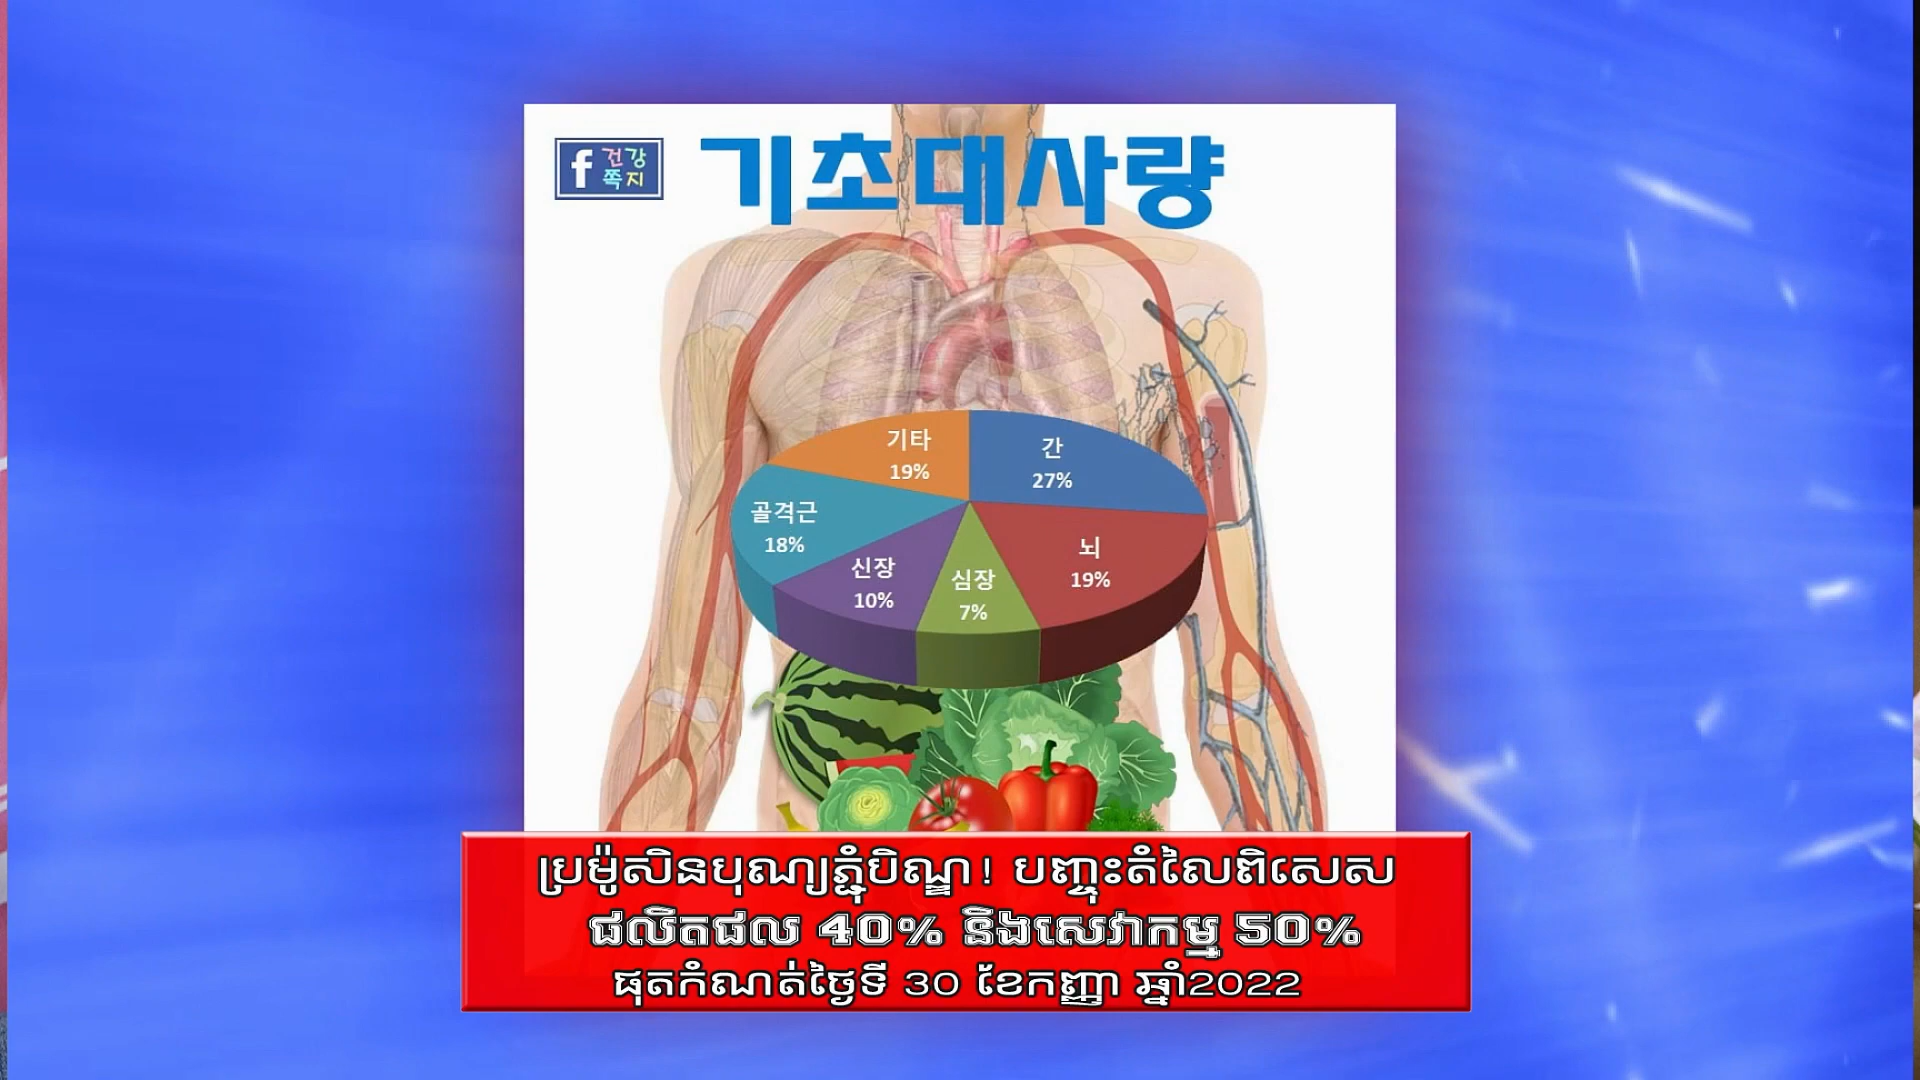 f 건강
쪽지
기초대사량
기타
19%
간
27%
골격근
18%
뇌
19%
신장
10%
심장
7%
ប្រម៉ូសិនបុណ្យភ្ជុំបិណ្ឌ! បញ្ចុះតំលៃពិសេស
ផលិតផល 40% និងសេវាកម្ម 50%
ផុតកំណត់ថ្ងៃទី 30 ខែកញ្ញា ឆ្នាំ2022